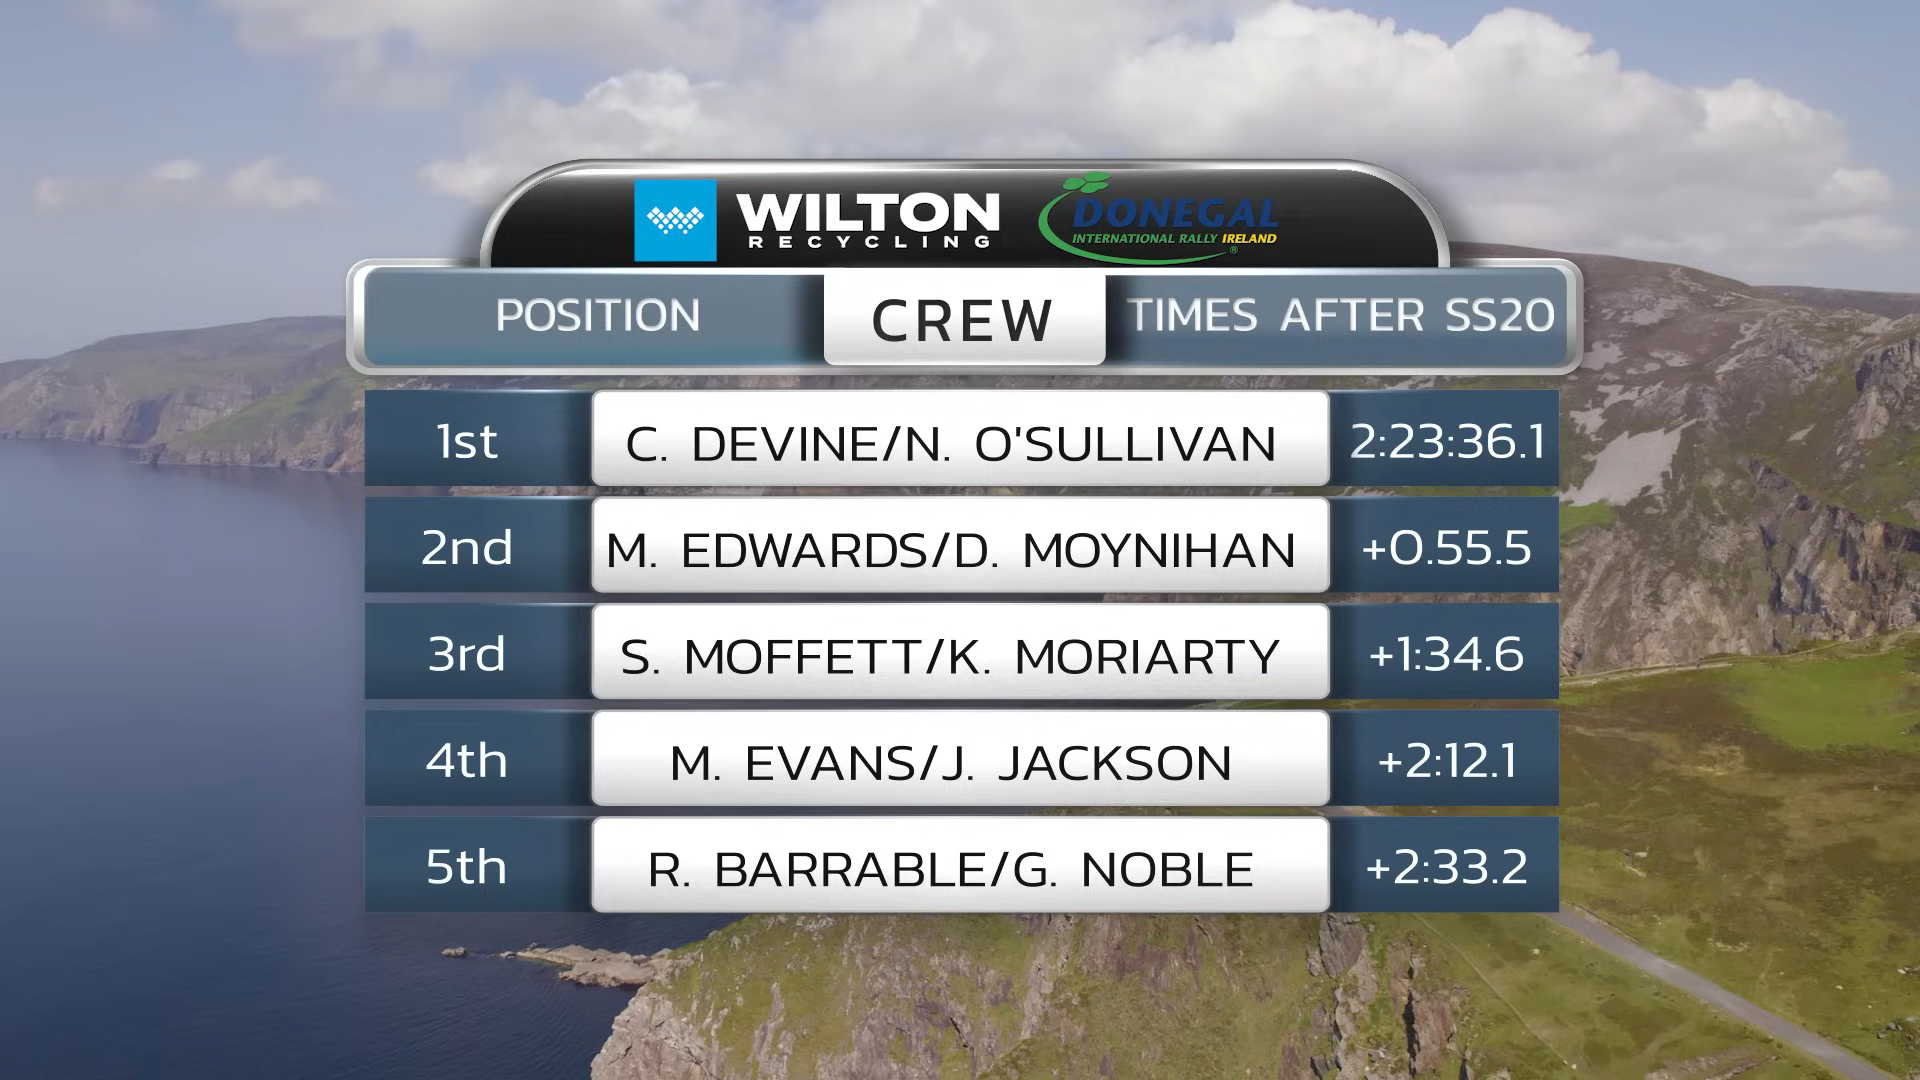 WILTON
RECYCLING
DONEGAL
INTERNATIONAL RALLY IRELAND
®
POSITION CREW TIMES AFTER SS20
1st C. DEVINE/N. O'SULLIVAN 2:23:36.1
2nd M. EDWARDS/D. MOYNIHAN +0.55.5
3rd S. MOFFETT/K. MORIARTY +1:34.6
4th M. EVANS/J. JACKSON +2:12.1
5th R. BARRABLE/G. NOBLE +2:33.2